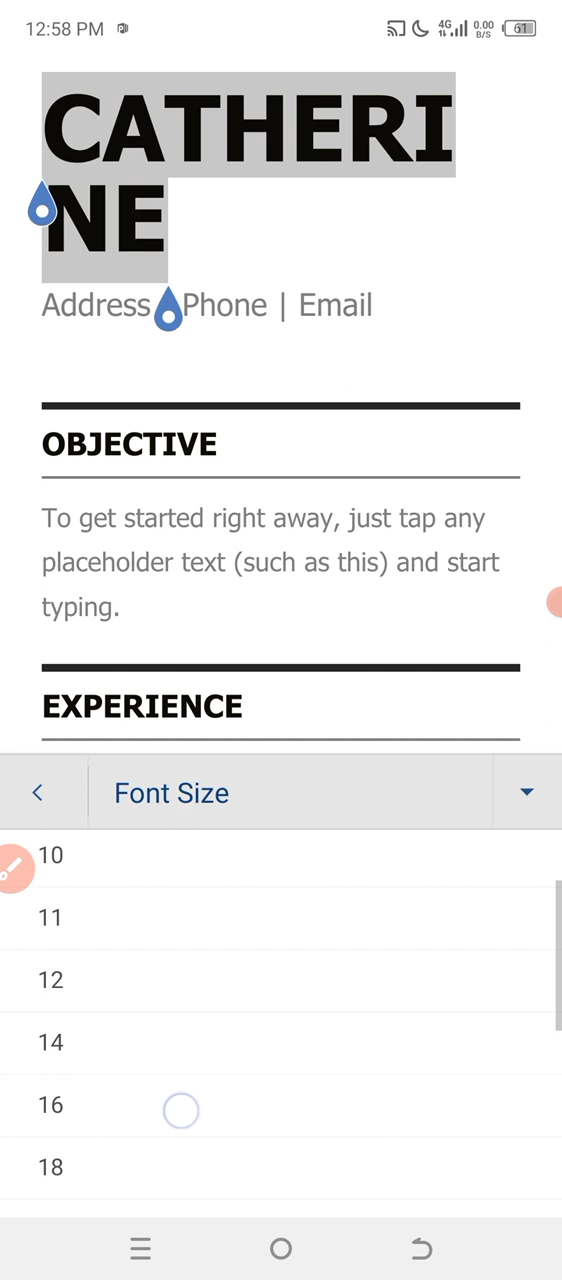 12:58 PM 4G 0.00 B/S 61
CATHERI
NE
Address Phone | Email
OBJECTIVE
To get started right away, just tap any
placeholder text (such as this) and start
typing.
EXPERIENCE
Font Size
10
11
12
14
16
18